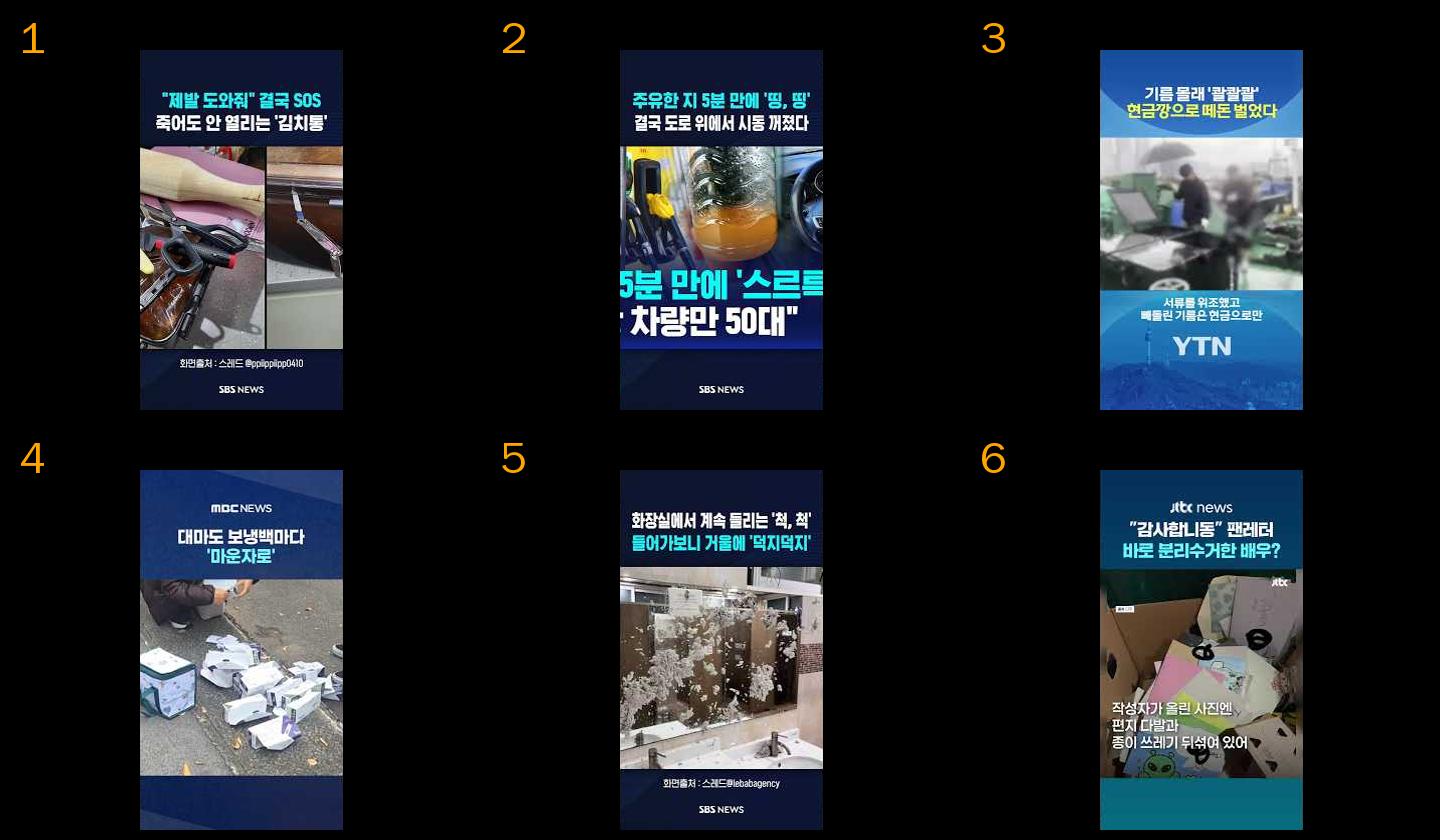 1
"제발 도와줘" 결국 SOS
죽어도 안 열리는 '김치통'
화면출처 : 스레드 @ppiippiipp0410
SBS NEWS
2
주유한 지 5분 만에 '띵, 띵'
결국 도로 위에서 시동 꺼졌다
5분 만에 '스르륵
차량만 50대"
SBS NEWS
3
기름 몰래 '콸콸콸'
현금깡으로 떼돈 벌었다
서류를 위조했고
빼돌린 기름은 현금으로만
YTN
4
MBC NEWS
대마도 보냉백마다
'마운자로'
5
화장실에서 계속 들리는 '척, 척'
들어가보니 거울에 '덕지덕지'
화면출처 : 스레드@lebabagency
SBS NEWS
6
jtbc news
"감사합니동" 팬레터
바로 분리수거한 배우?
jtbc
작성자가 올린 사진엔
편지 다발과
종이 쓰레기 뒤섞여 있어